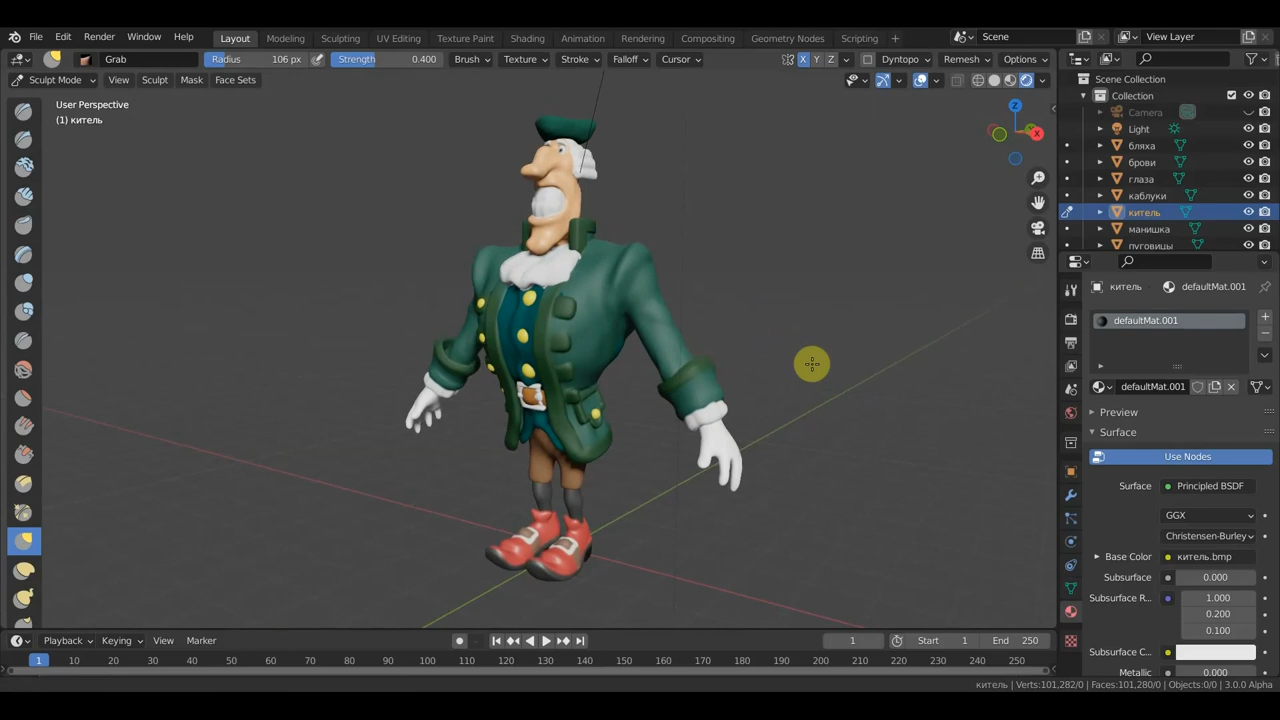 File Edit Render Window Help Layout Modeling Sculpting UV Editing Texture Paint Shading Animation Rendering Compositing Geometry Nodes Scripting + Scene View Layer
Grab Radius 106 px Strength 0.400 Brush Texture Stroke Falloff Cursor X Y Z Dyntopo Remesh Options
Sculpt Mode View Sculpt Mask Face Sets
User Perspective
(1) китель
Z
X
Scene Collection
Collection
Camera
Light
бляха
брови
глаза
каблуки
китель
манишка
пуговицы
китель defaultMat.001
defaultMat.001
defaultMat.001
Preview
Surface
Use Nodes
Surface Principled BSDF
GGX
Christensen-Burley
Base Color китель.bmp
Subsurface 0.000
Subsurface R... 1.000
0.200
0.100
Subsurface C...
Metallic 0.000
Playback Keying View Marker 1 Start 1 End 250
1 10 20 30 40 50 60 70 80 90 100 110 120 130 140 150 160 170 180 190 200 210 220 230 240 250
китель | Verts:101,282/0 | Faces:101,280/0 | Objects:0/0 | 3.0.0 Alpha